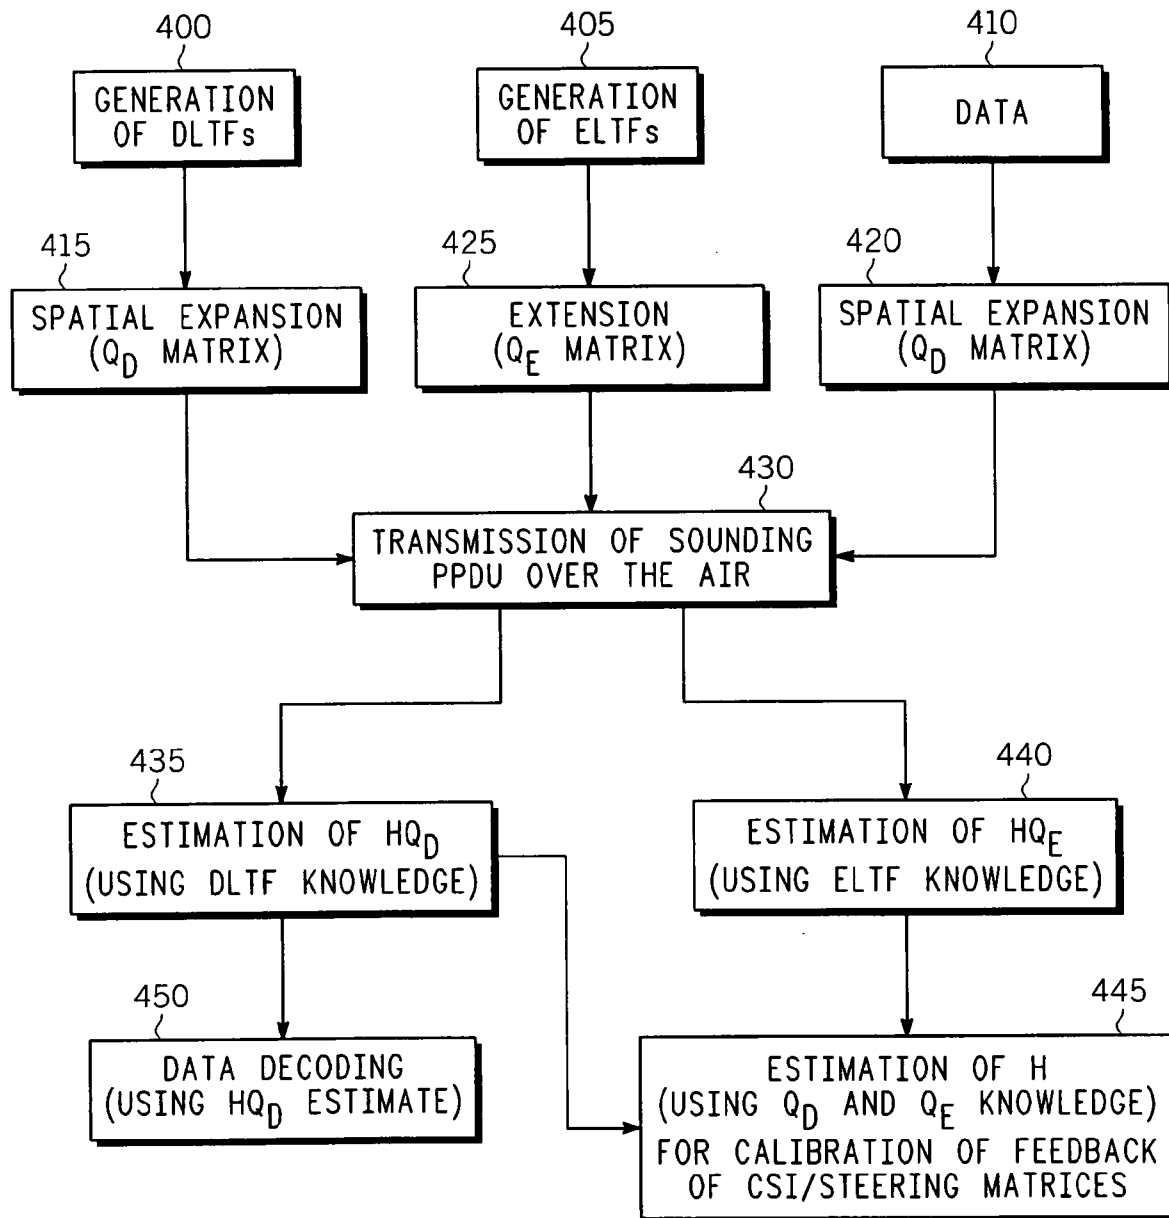 400
405
410
GENERATION
OF DLTFs
GENERATION
OF ELTFs
DATA
415
425
420
SPATIAL EXPANSION
(QD MATRIX)
EXTENSION
(QE MATRIX)
SPATIAL EXPANSION
(QD MATRIX)
430
TRANSMISSION OF SOUNDING
PPDU OVER THE AIR
435
440
ESTIMATION OF HQD
(USING DLTF KNOWLEDGE)
ESTIMATION OF HQE
(USING ELTF KNOWLEDGE)
450
445
DATA DECODING
(USING HQD ESTIMATE)
ESTIMATION OF H
(USING QD AND QE KNOWLEDGE)
FOR CALIBRATION OF FEEDBACK
OF CSI/STEERING MATRICES